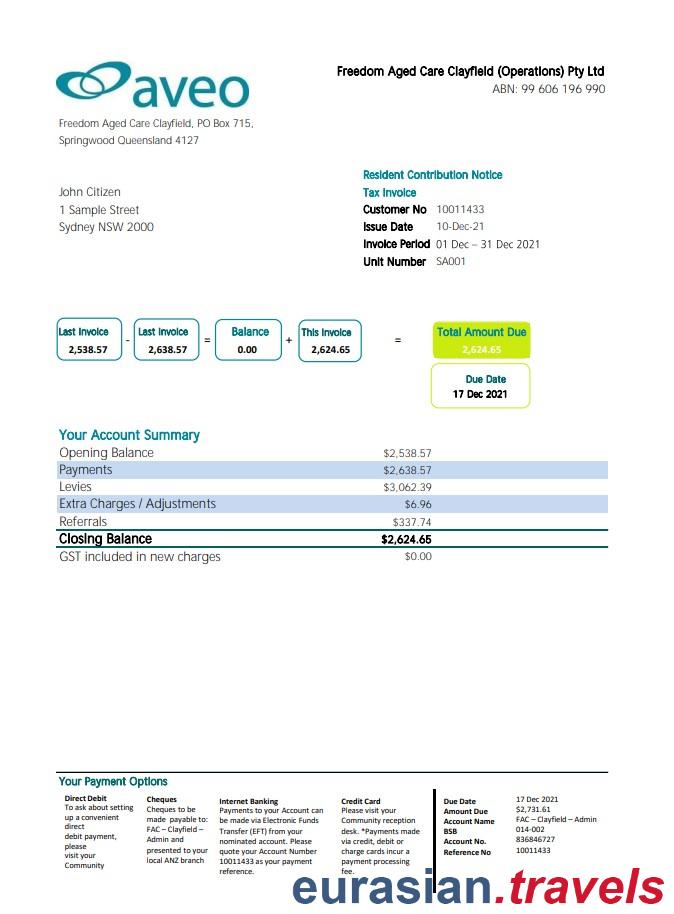 aveo
Freedom Aged Care Clayfield (Operations) Pty Ltd
ABN: 99 606 196 990
Freedom Aged Care Clayfield, PO Box 715,
Springwood Queensland 4127
John Citizen
1 Sample Street
Sydney NSW 2000
Resident Contribution Notice
Tax Invoice
Customer No 10011433
Issue Date 10-Dec-21
Invoice Period 01 Dec – 31 Dec 2021
Unit Number SA001
Last Invoice
2,538.57
-
Last Invoice
2,638.57
=
Balance
0.00
+
This Invoice
2,624.65
=
Total Amount Due
2,624.65
Due Date
17 Dec 2021
Your Account Summary
Opening Balance $2,538.57
Payments $2,638.57
Levies $3,062.39
Extra Charges / Adjustments $6.96
Referrals $337.74
Closing Balance $2,624.65
GST included in new charges $0.00
Your Payment Options
Direct Debit
To ask about setting
up a convenient
direct
debit payment,
please
visit your
Community
Cheques
Cheques to be
made payable to:
FAC – Clayfield –
Admin and
presented to your
local ANZ branch
Internet Banking
Payments to your Account can
be made via Electronic Funds
Transfer (EFT) from your
nominated account. Please
quote your Account Number
10011433 as your payment
reference.
Credit Card
Please visit your
Community reception
desk. *Payments made
via credit, debit or
charge cards incur a
payment processing
fee.
Due Date 17 Dec 2021
Amount Due $2,731.61
Account Name FAC – Clayfield – Admin
BSB 014-002
Account No. 836846727
Reference No 10011433
eurasian.travels